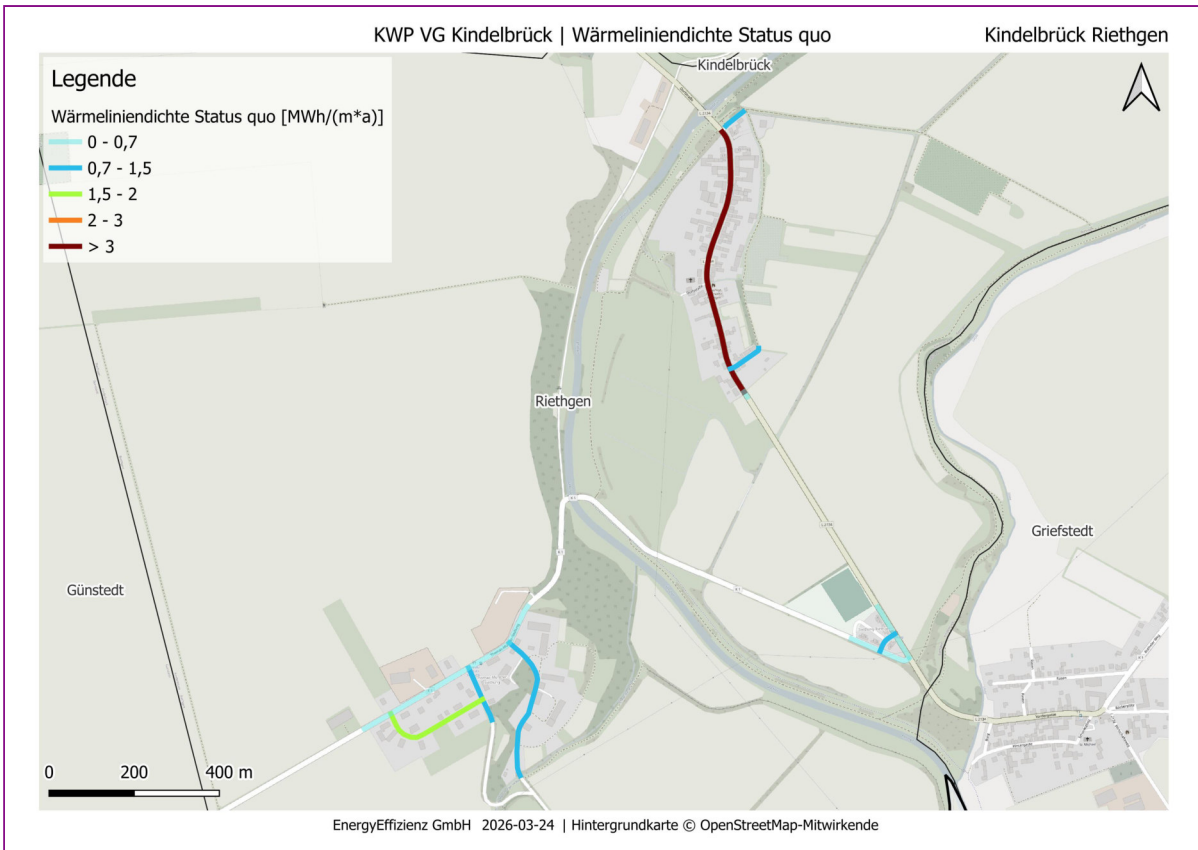 KWP VG Kindelbrück | Wärmeliniendichte Status quo
Kindelbrück Riethgen
Legende
Wärmeliniendichte Status quo [MWh/(m*a)]
0 - 0,7
0,7 - 1,5
1,5 - 2
2 - 3
> 3
Kindelbrück
Riethgen
Griefstedt
Günstedt
0 200 400 m
EnergyEffizienz GmbH 2026-03-24 | Hintergrundkarte © OpenStreetMap-Mitwirkende